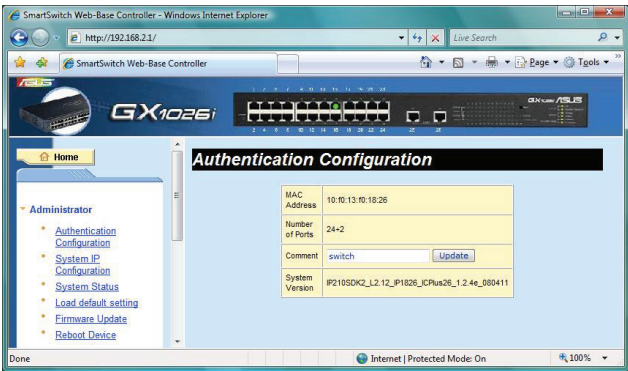 SmartSwitch Web-Base Controller - Windows Internet Explorer
http://192.168.2.1/
Live Search
SmartSwitch Web-Base Controller
Page
Tools
ASUS
GX1026i
ASUS
Home
Administrator
Authentication
Configuration
System IP
Configuration
System Status
Load default setting
Firmware Update
Reboot Device
Authentication Configuration
MAC
Address
10:f0:13:f0:18:26
Number
of Ports
24+2
Comment
switch
Update
System
Version
IP210SDK2_L2.12_IP1826_ICPlus26_1.2.4e_080411
Done
Internet | Protected Mode: On
100%